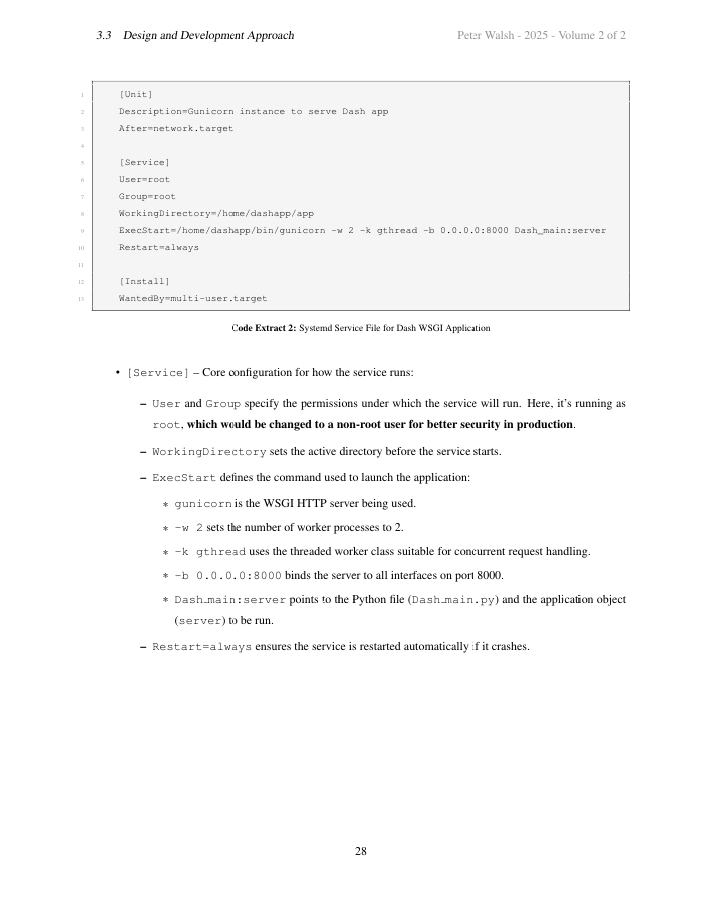 3.3 Design and Development Approach
Peter Walsh - 2025 - Volume 2 of 2
1 [Unit]
2 Description=Gunicorn instance to serve Dash app
3 After=network.target
4
5 [Service]
6 User=root
7 Group=root
8 WorkingDirectory=/home/dashapp/app
9 ExecStart=/home/dashapp/bin/gunicorn -w 2 -k gthread -b 0.0.0.0:8000 Dash_main:server
10 Restart=always
11
12 [Install]
13 WantedBy=multi-user.target
Code Extract 2: Systemd Service File for Dash WSGI Application
• [Service] – Core configuration for how the service runs:
– User and Group specify the permissions under which the service will run. Here, it's running as
root, which would be changed to a non-root user for better security in production.
– WorkingDirectory sets the active directory before the service starts.
– ExecStart defines the command used to launch the application:
* gunicorn is the WSGI HTTP server being used.
* -w 2 sets the number of worker processes to 2.
* -k gthread uses the threaded worker class suitable for concurrent request handling.
* -b 0.0.0.0:8000 binds the server to all interfaces on port 8000.
* Dash_main:server points to the Python file (Dash_main.py) and the application object
(server) to be run.
– Restart=always ensures the service is restarted automatically if it crashes.
28